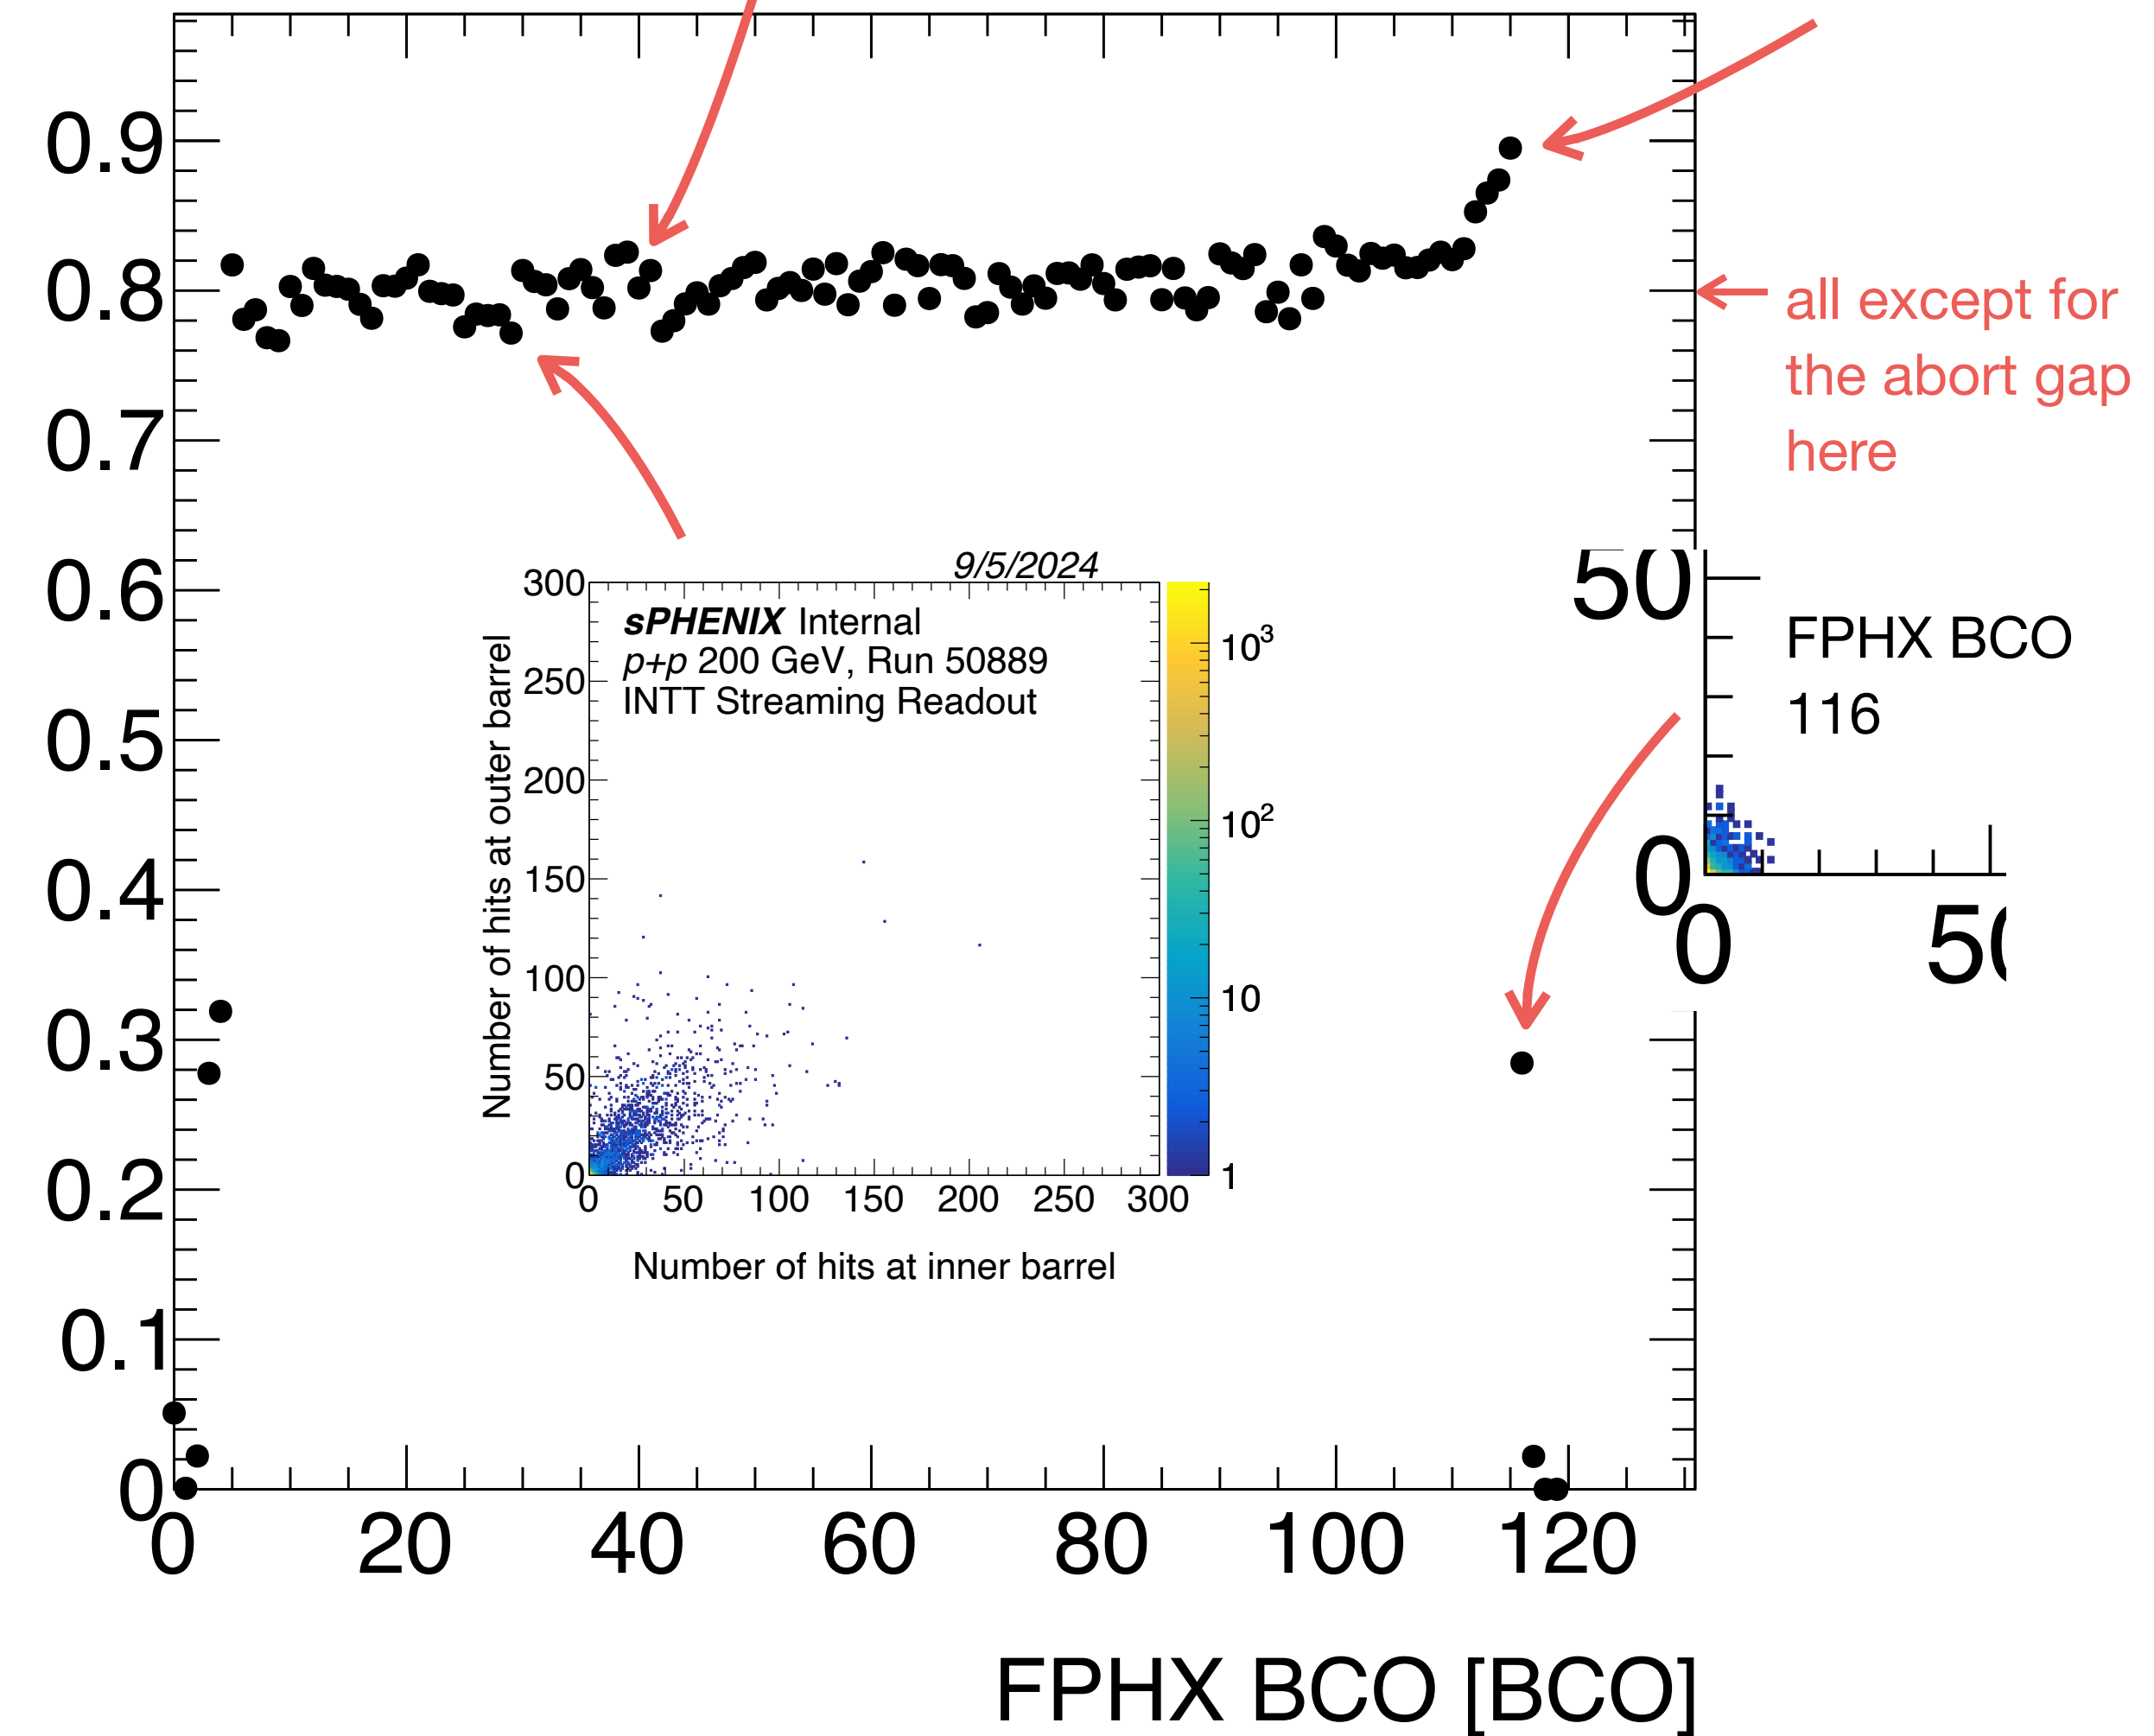 0.9
0.8
0.7
0.6
0.5
0.4
0.3
0.2
0.1
0
0 20 40 60 80 100 120
FPHX BCO [BCO]
all except for
the abort gap
here
9/5/2024
sPHENIX Internal
p+p 200 GeV, Run 50889
INTT Streaming Readout
Number of hits at outer barrel
300
250
200
150
100
50
0
0 50 100 150 200 250 300
Number of hits at inner barrel
10³
10²
10
1
50
FPHX BCO
116
0
0 50